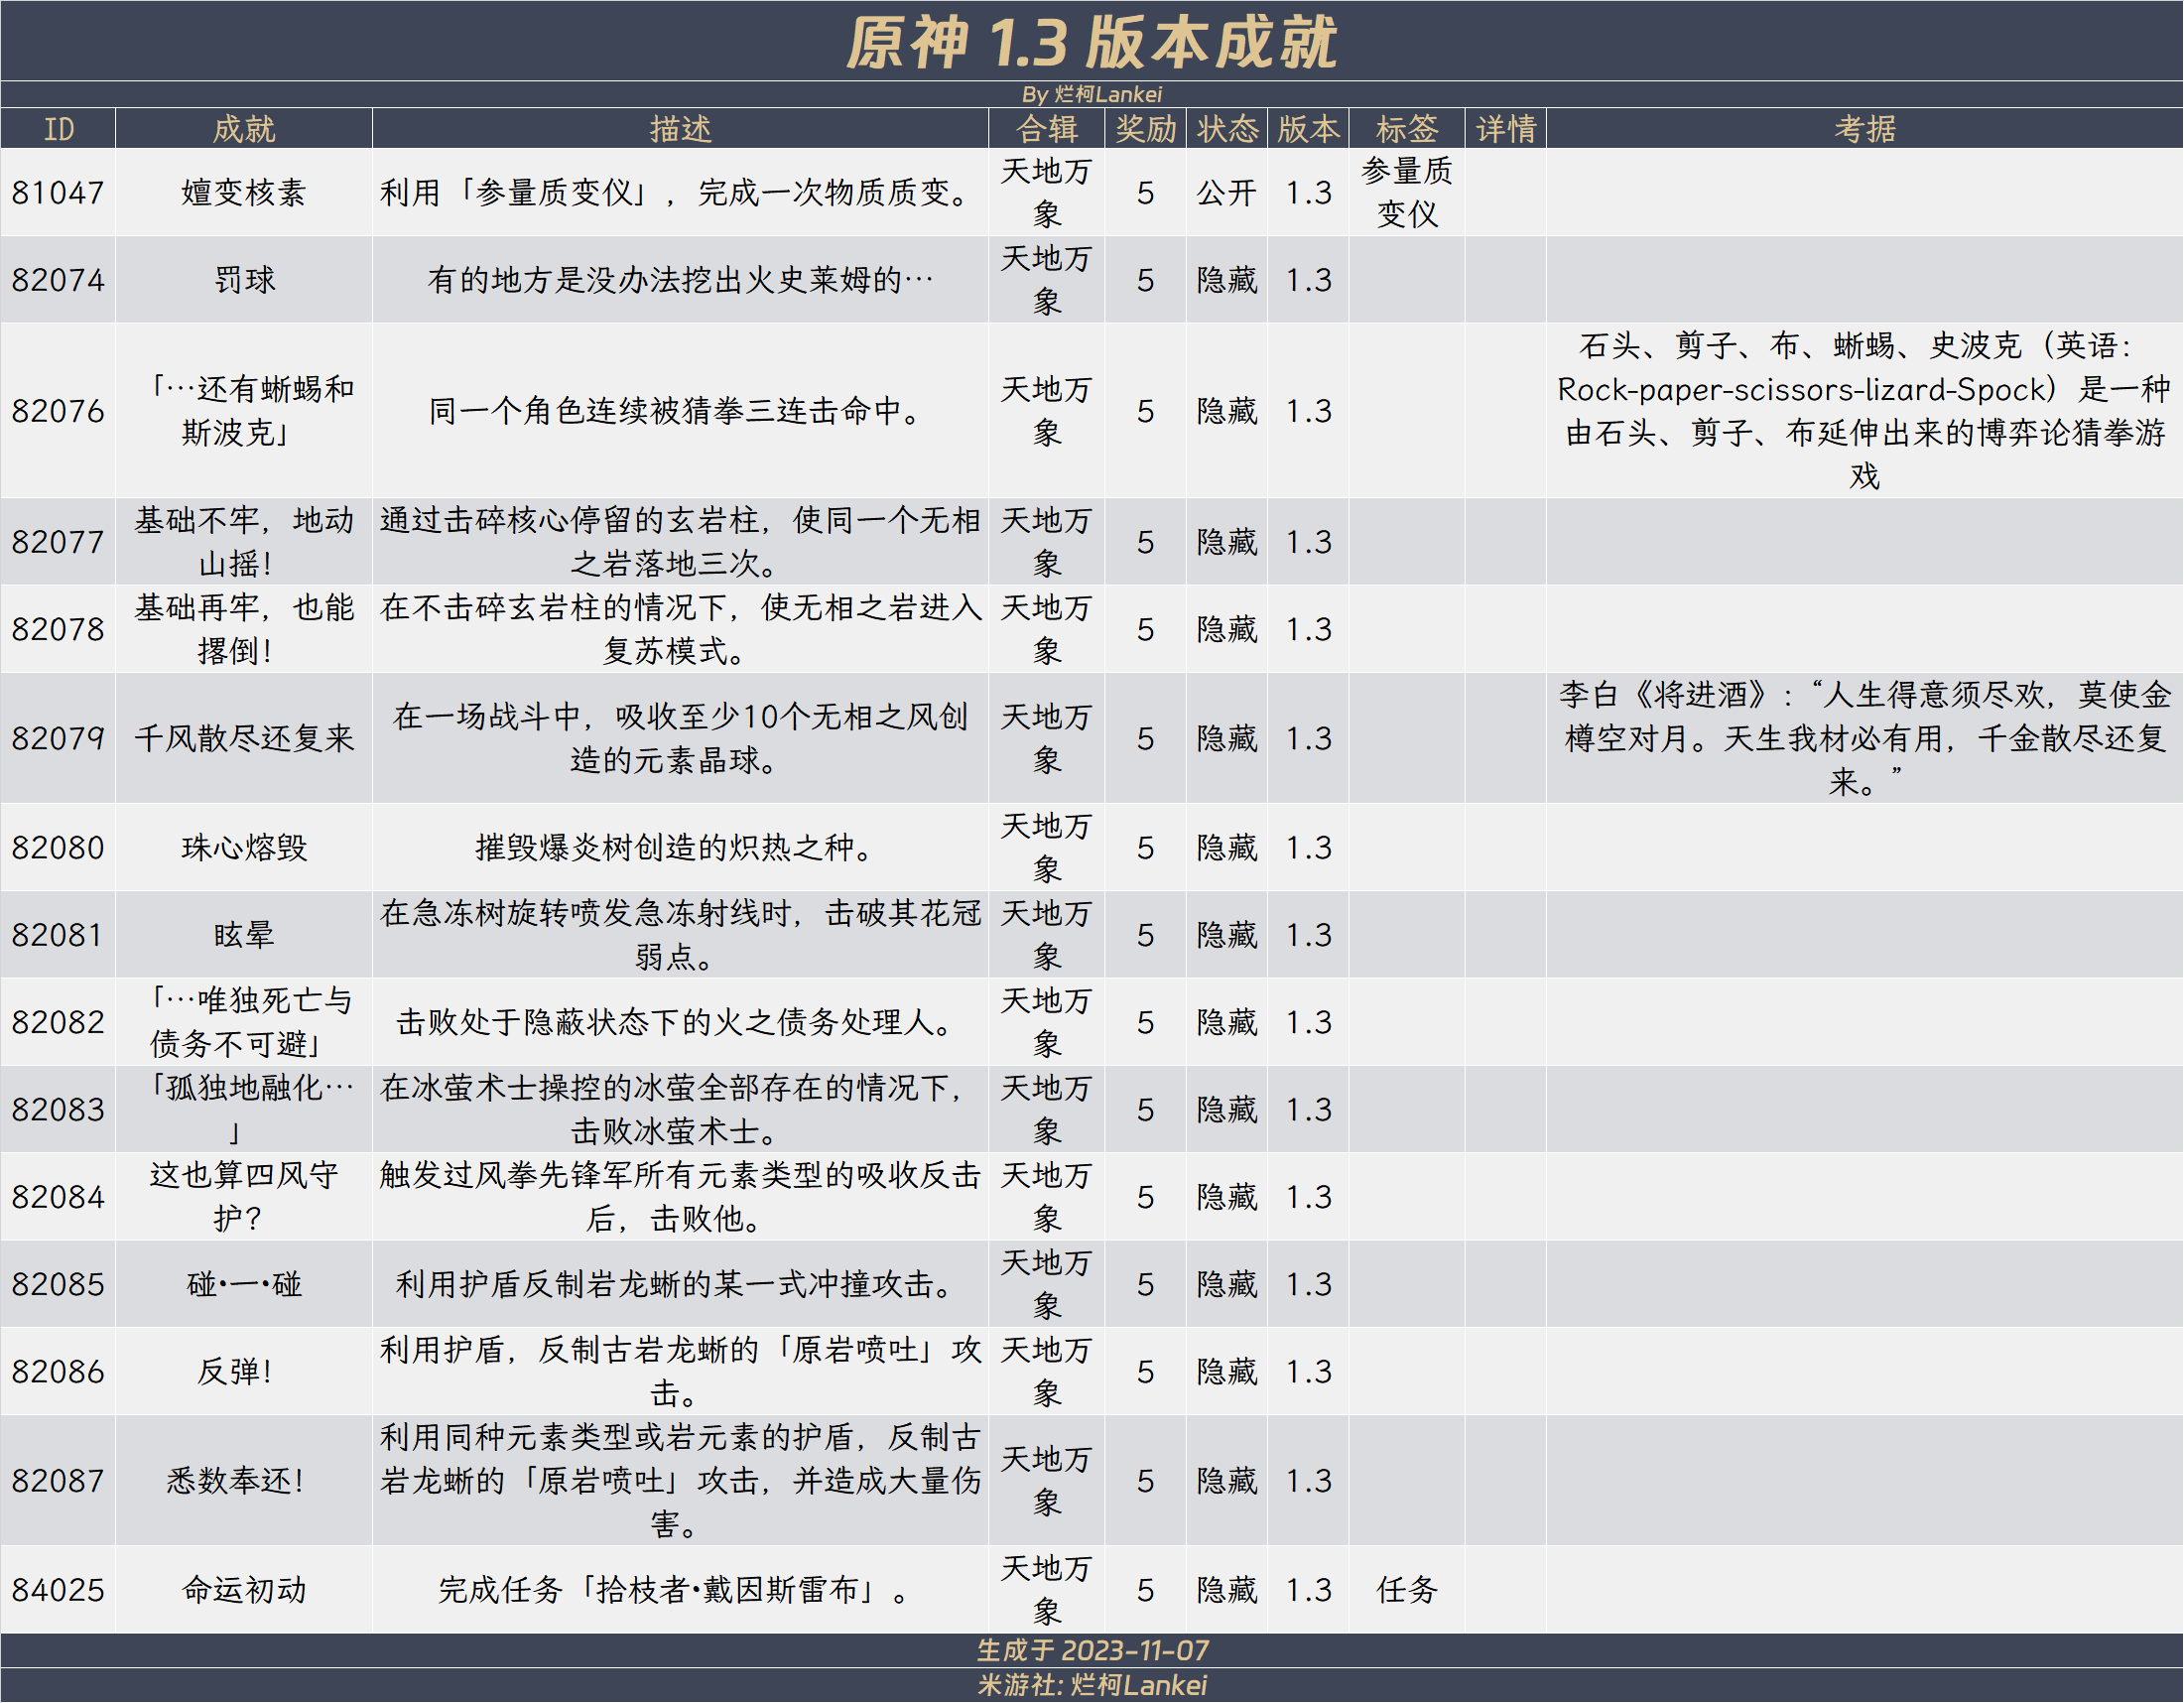 原神 1.3 版本成就
By 烂柯Lankei
ID 成就 描述 合辑 奖励 状态 版本 标签 详情 考据
81047 嬗变核素 利用「参量质变仪」，完成一次物质质变。 天地万象 5 公开 1.3 参量质变仪
82074 罚球 有的地方是没办法挖出火史莱姆的… 天地万象 5 隐藏 1.3
82076 「…还有蜥蜴和斯波克」 同一个角色连续被猜拳三连击命中。 天地万象 5 隐藏 1.3 石头、剪子、布、蜥蜴、史波克（英语：Rock-paper-scissors-lizard-Spock）是一种由石头、剪子、布延伸出来的博弈论猜拳游戏
82077 基础不牢，地动山摇！ 通过击碎核心停留的玄岩柱，使同一个无相之岩落地三次。 天地万象 5 隐藏 1.3
82078 基础再牢，也能撂倒！ 在不击碎玄岩柱的情况下，使无相之岩进入复苏模式。 天地万象 5 隐藏 1.3
82079 千风散尽还复来 在一场战斗中，吸收至少10个无相之风创造的元素晶球。 天地万象 5 隐藏 1.3 李白《将进酒》：“人生得意须尽欢，莫使金樽空对月。天生我材必有用，千金散尽还复来。”
82080 珠心熔毁 摧毁爆炎树创造的炽热之种。 天地万象 5 隐藏 1.3
82081 眩晕 在急冻树旋转喷发急冻射线时，击破其花冠弱点。 天地万象 5 隐藏 1.3
82082 「…唯独死亡与债务不可避」 击败处于隐蔽状态下的火之债务处理人。 天地万象 5 隐藏 1.3
82083 「孤独地融化…」 在冰萤术士操控的冰萤全部存在的情况下，击败冰萤术士。 天地万象 5 隐藏 1.3
82084 这也算四风守护？ 触发过风拳先锋军所有元素类型的吸收反击后，击败他。 天地万象 5 隐藏 1.3
82085 碰•一•碰 利用护盾反制岩龙蜥的某一式冲撞攻击。 天地万象 5 隐藏 1.3
82086 反弹！ 利用护盾，反制古岩龙蜥的「原岩喷吐」攻击。 天地万象 5 隐藏 1.3
82087 悉数奉还！ 利用同种元素类型或岩元素的护盾，反制古岩龙蜥的「原岩喷吐」攻击，并造成大量伤害。 天地万象 5 隐藏 1.3
84025 命运初动 完成任务「拾枝者•戴因斯雷布」。 天地万象 5 隐藏 1.3 任务
生成于 2023-11-07
米游社: 烂柯Lankei